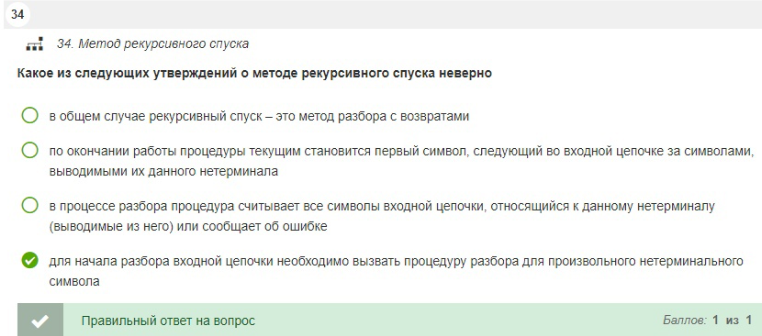 34
34. Метод рекурсивного спуска
Какое из следующих утверждений о методе рекурсивного спуска неверно
в общем случае рекурсивный спуск – это метод разбора с возвратами
по окончании работы процедуры текущим становится первый символ, следующий во входной цепочке за символами,
выводимыми их данного нетерминала
в процессе разбора процедура считывает все символы входной цепочки, относящийся к данному нетерминалу
(выводимые из него) или сообщает об ошибке
для начала разбора входной цепочки необходимо вызвать процедуру разбора для произвольного нетерминального
символа
Правильный ответ на вопрос Баллов: 1 из 1